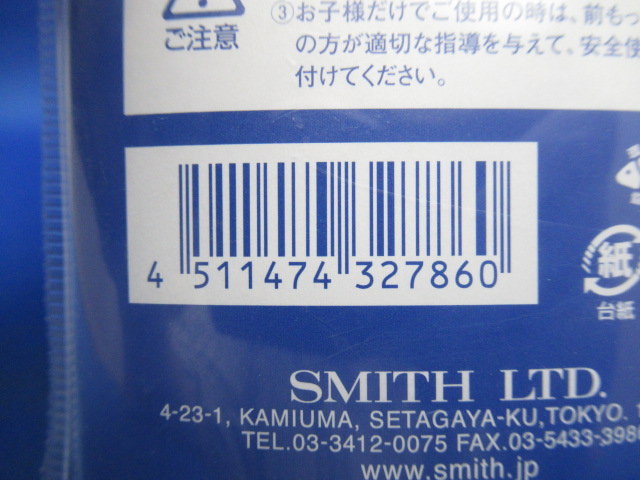 ③お子様だけでご使用の時は、前もっ
ご注意
の方が適切な指導を与えて、安全使
付けてください。
4 511474 327860
紙
台紙
SMITH LTD.
4-23-1, KAMIUMA, SETAGAYA-KU,TOKYO.
TEL.03-3412-0075 FAX.03-5433-398
www.smith.jp